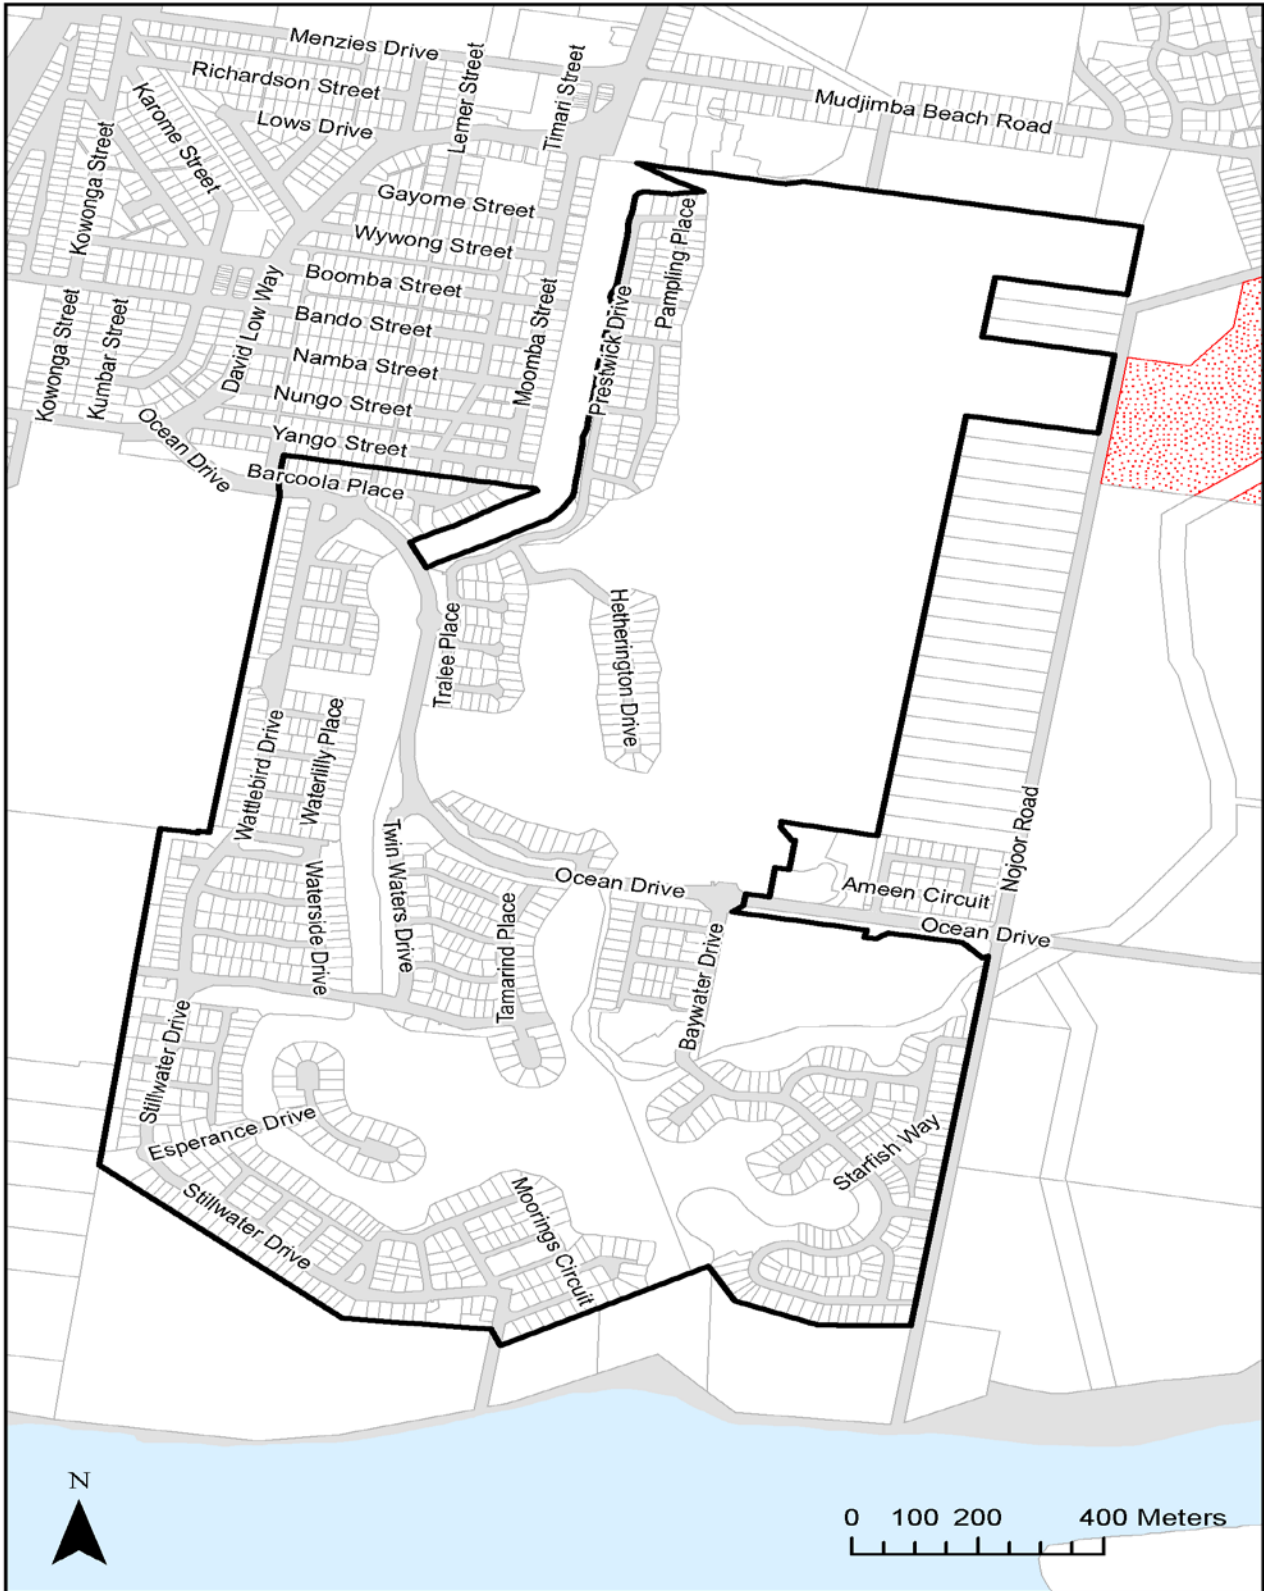 Menzies Drive
Richardson Street
Lows Drive
Karome Street
Lerner Street
Timari Street
Mudjimba Beach Road
Kowonga Street
Gayome Street
Wywong Street
Boomba Street
Bando Street
Namba Street
Nungo Street
Yango Street
Barcoola Place
David Low Way
Moomba Street
Prestwick Drive
Pampling Place
Kowonga Street
Kumbar Street
Ocean Drive
Tralee Place
Hetherington Drive
Wattlebird Drive
Waterlilly Place
Twin Waters Drive
Waterside Drive
Tamarind Place
Ocean Drive
Ameen Circuit
Ocean Drive
Nojoor Road
Baywater Drive
Stillwater Drive
Esperance Drive
Starfish Way
Stillwater Drive
Moorings Circuit
N
0 100 200 400 Meters